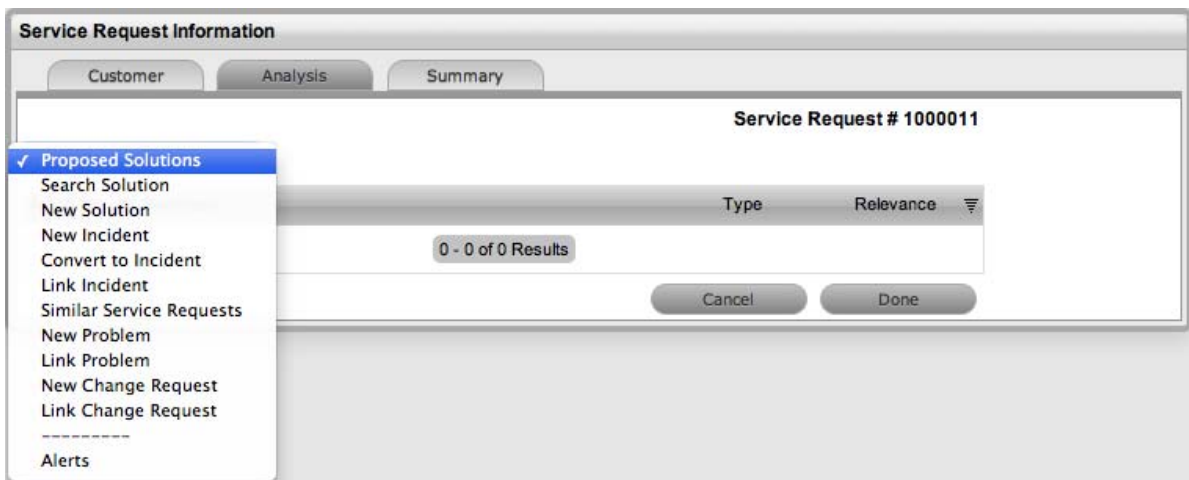 Service Request Information
Customer Analysis Summary
Service Request # 1000011
✓ Proposed Solutions
Search Solution
New Solution
New Incident
Convert to Incident
Link Incident
Similar Service Requests
New Problem
Link Problem
New Change Request
Link Change Request
---------
Alerts
Type Relevance
0 - 0 of 0 Results
Cancel Done